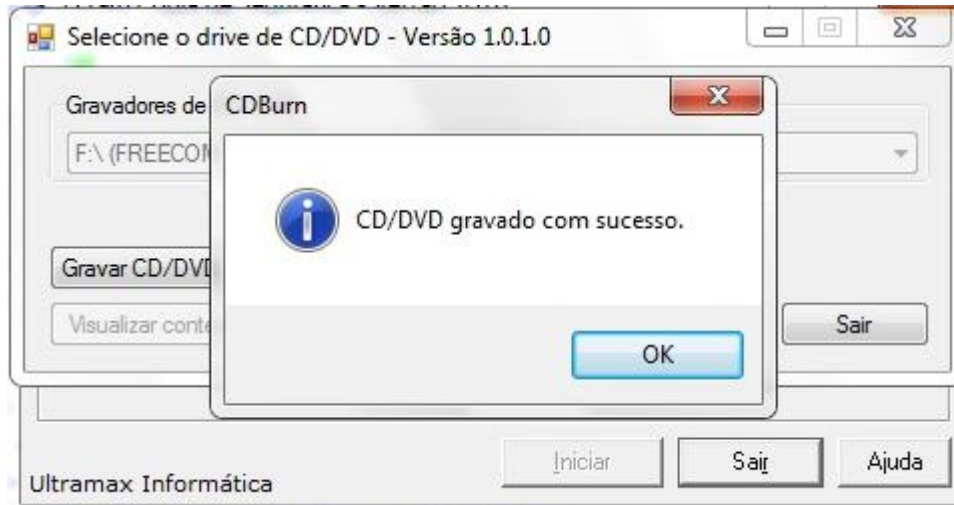 Selecione o drive de CD/DVD - Versão 1.0.1.0
Gravadores de
CDBurn
F:\ (FREECOM
CD/DVD gravado com sucesso.
Gravar CD/DVD
Visualizar conte
Sair
OK
Iniciar
Sair
Ajuda
Ultramax Informática